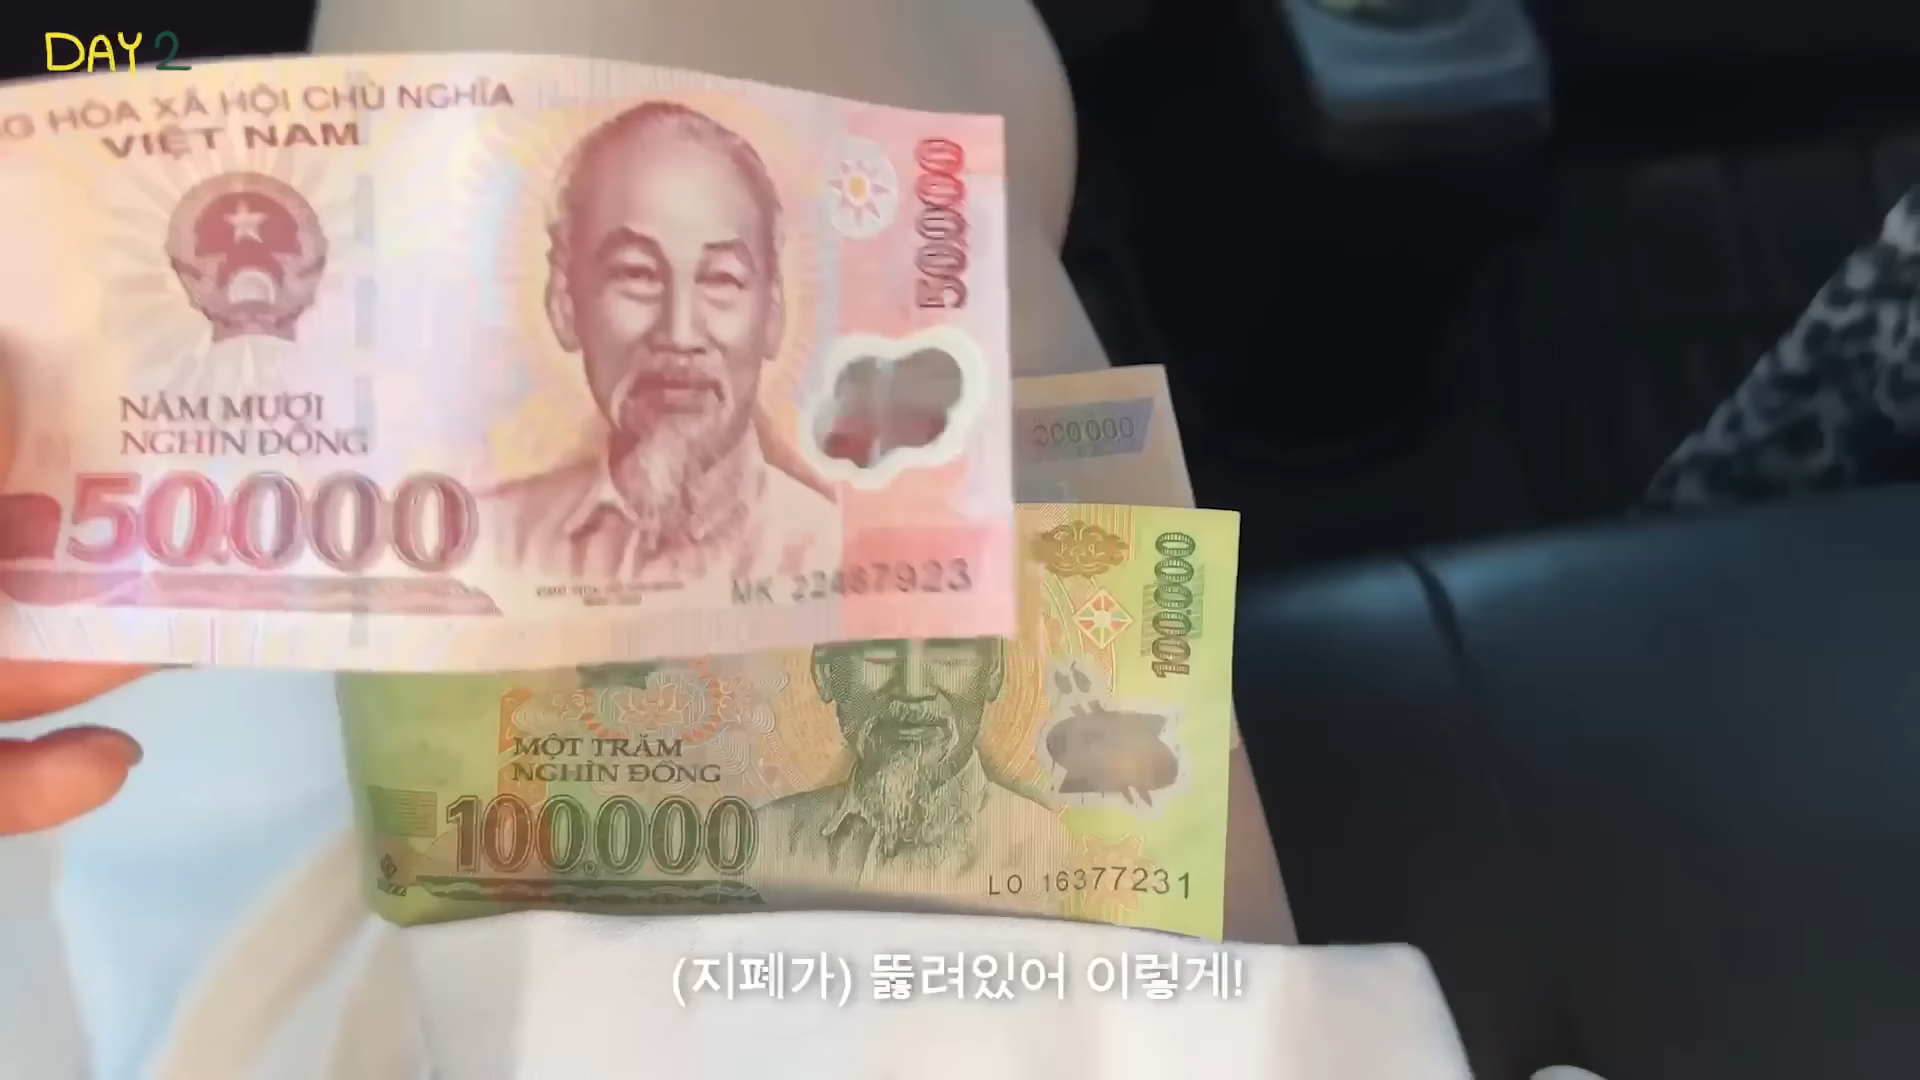 DAY 2
HÒA XÃ HỘI CHỦ NGHĨA
VIỆT NAM
50000
NĂM MƯƠI
NGHÌN ĐỒNG
50.000
MK 22467923
100000
MỘT TRĂM
NGHÌN ĐỒNG
100.000
LO 16377231
(지폐가) 뚫려있어 이렇게!